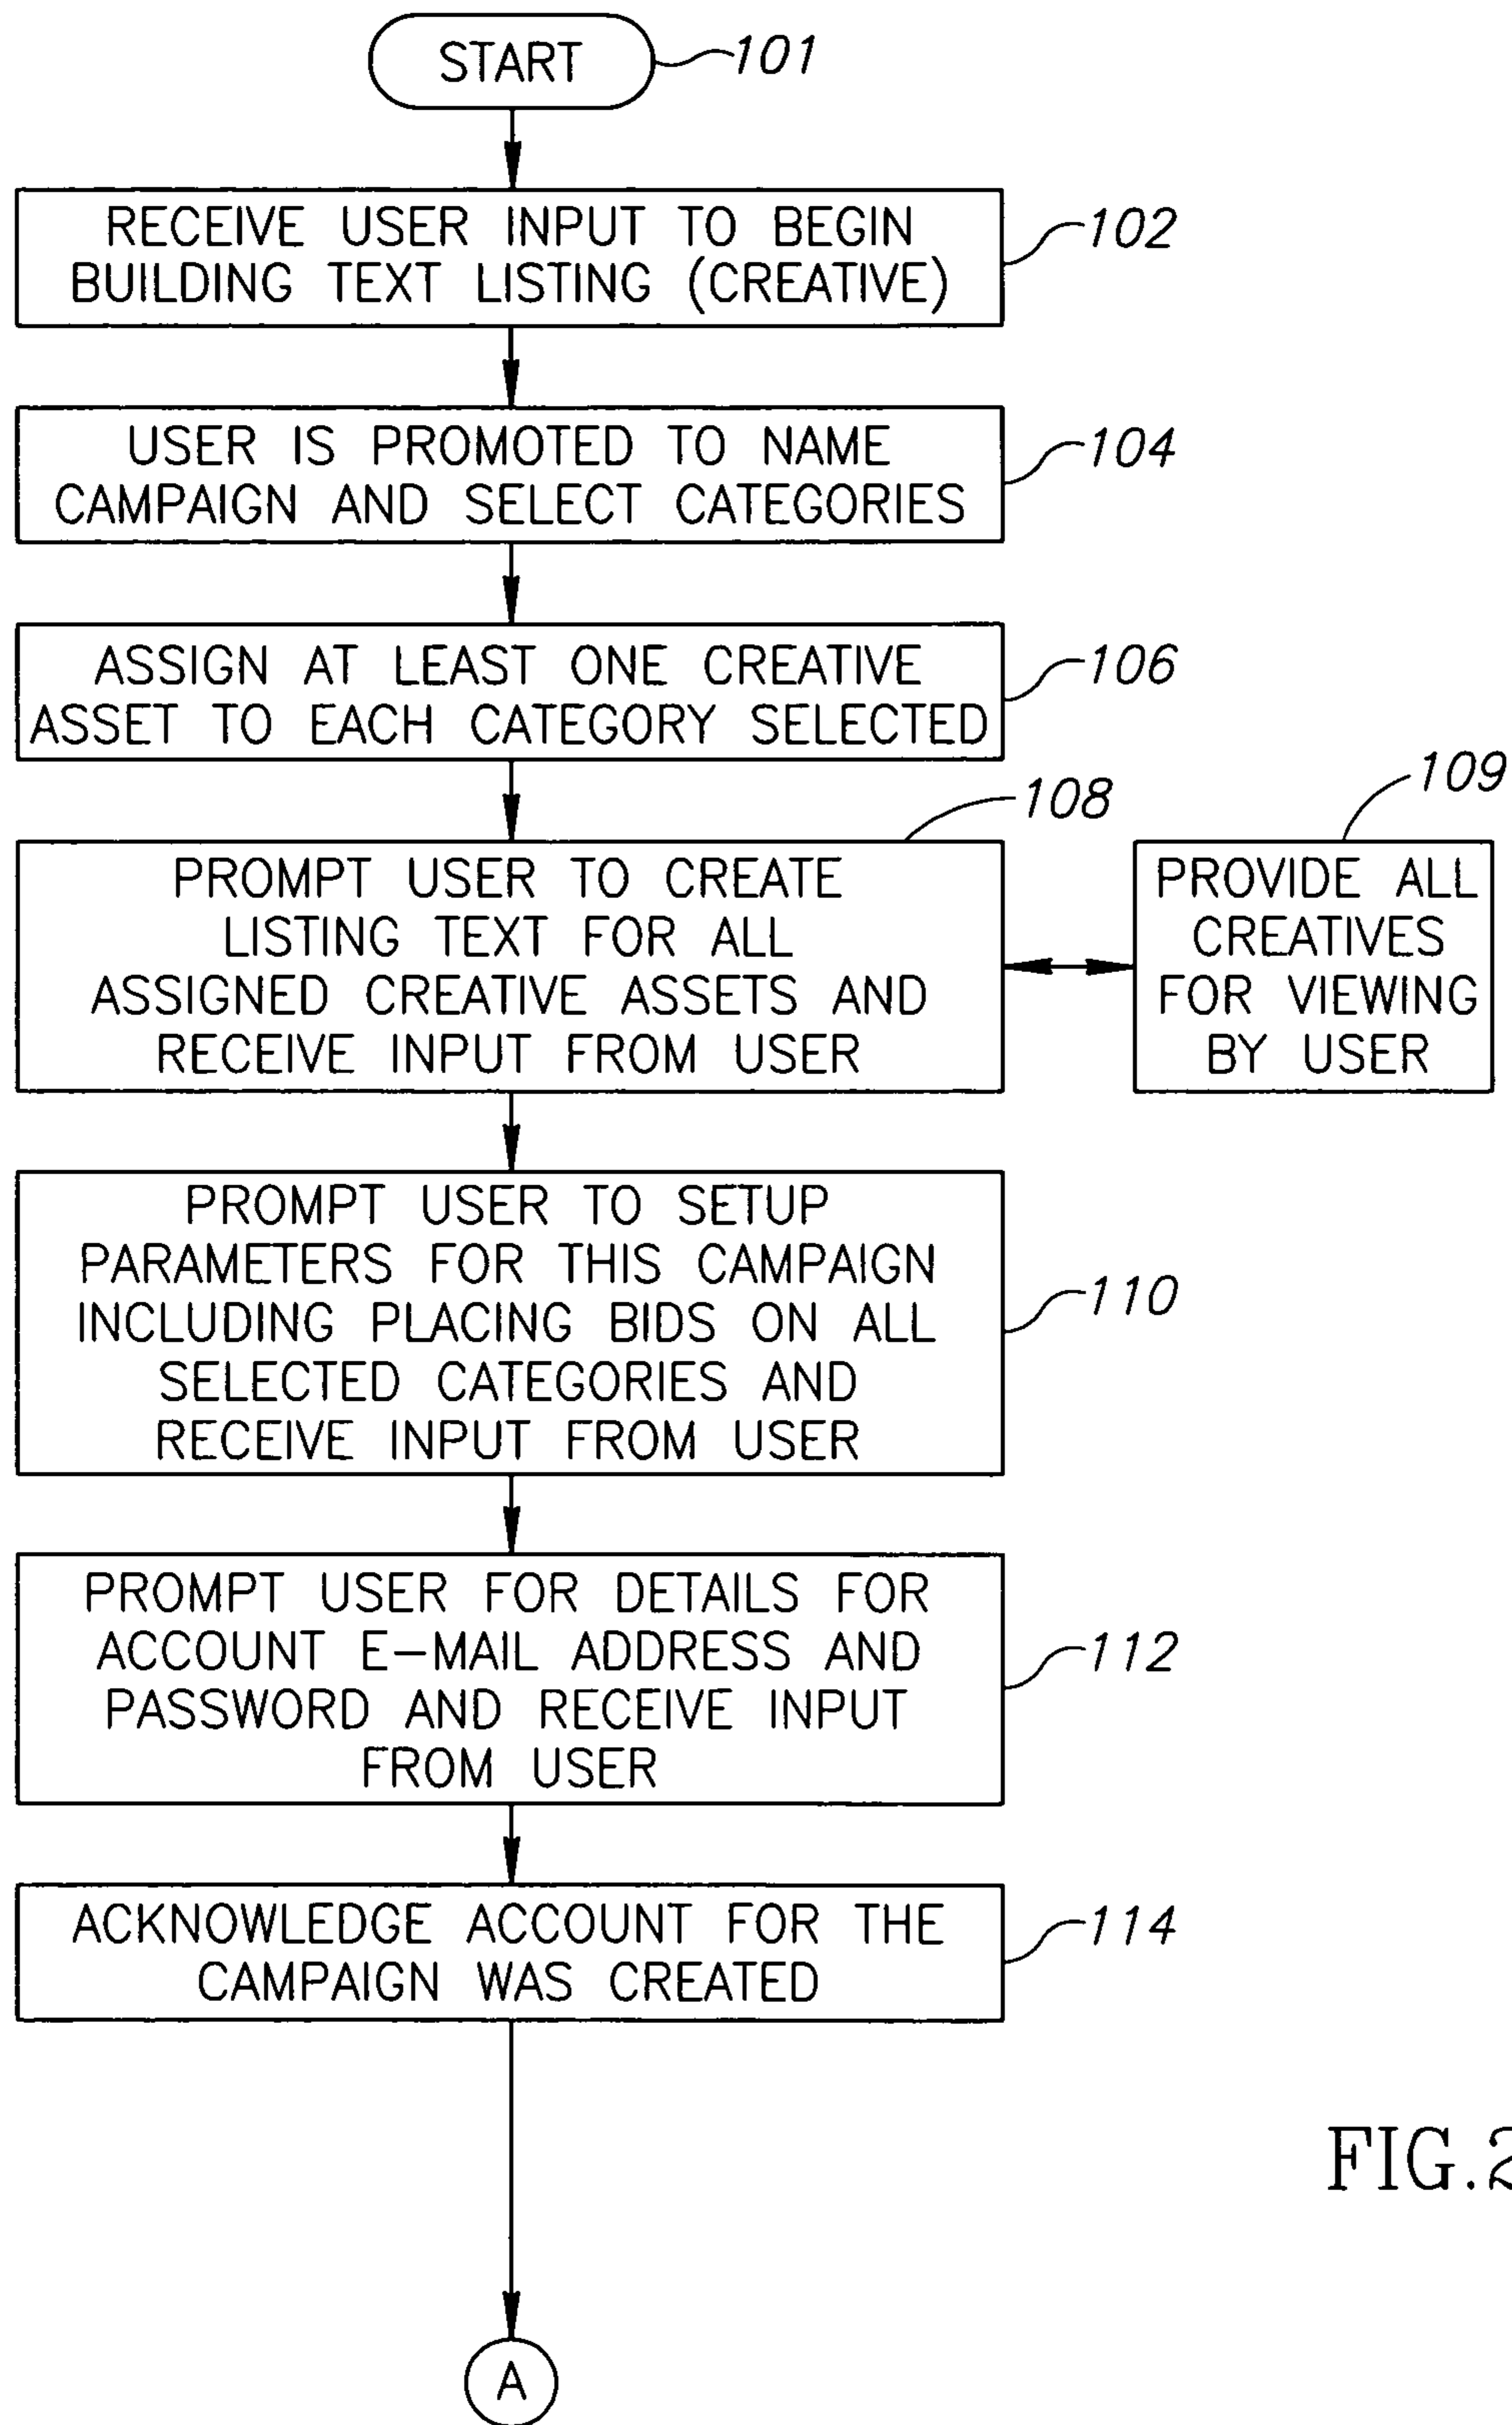 START
101
RECEIVE USER INPUT TO BEGIN
BUILDING TEXT LISTING (CREATIVE)
102
USER IS PROMOTED TO NAME
CAMPAIGN AND SELECT CATEGORIES
104
ASSIGN AT LEAST ONE CREATIVE
ASSET TO EACH CATEGORY SELECTED
106
PROMPT USER TO CREATE
LISTING TEXT FOR ALL
ASSIGNED CREATIVE ASSETS AND
RECEIVE INPUT FROM USER
108
PROVIDE ALL
CREATIVES
FOR VIEWING
BY USER
109
PROMPT USER TO SETUP
PARAMETERS FOR THIS CAMPAIGN
INCLUDING PLACING BIDS ON ALL
SELECTED CATEGORIES AND
RECEIVE INPUT FROM USER
110
PROMPT USER FOR DETAILS FOR
ACCOUNT E-MAIL ADDRESS AND
PASSWORD AND RECEIVE INPUT
FROM USER
112
ACKNOWLEDGE ACCOUNT FOR THE
CAMPAIGN WAS CREATED
114
FIG.2
A